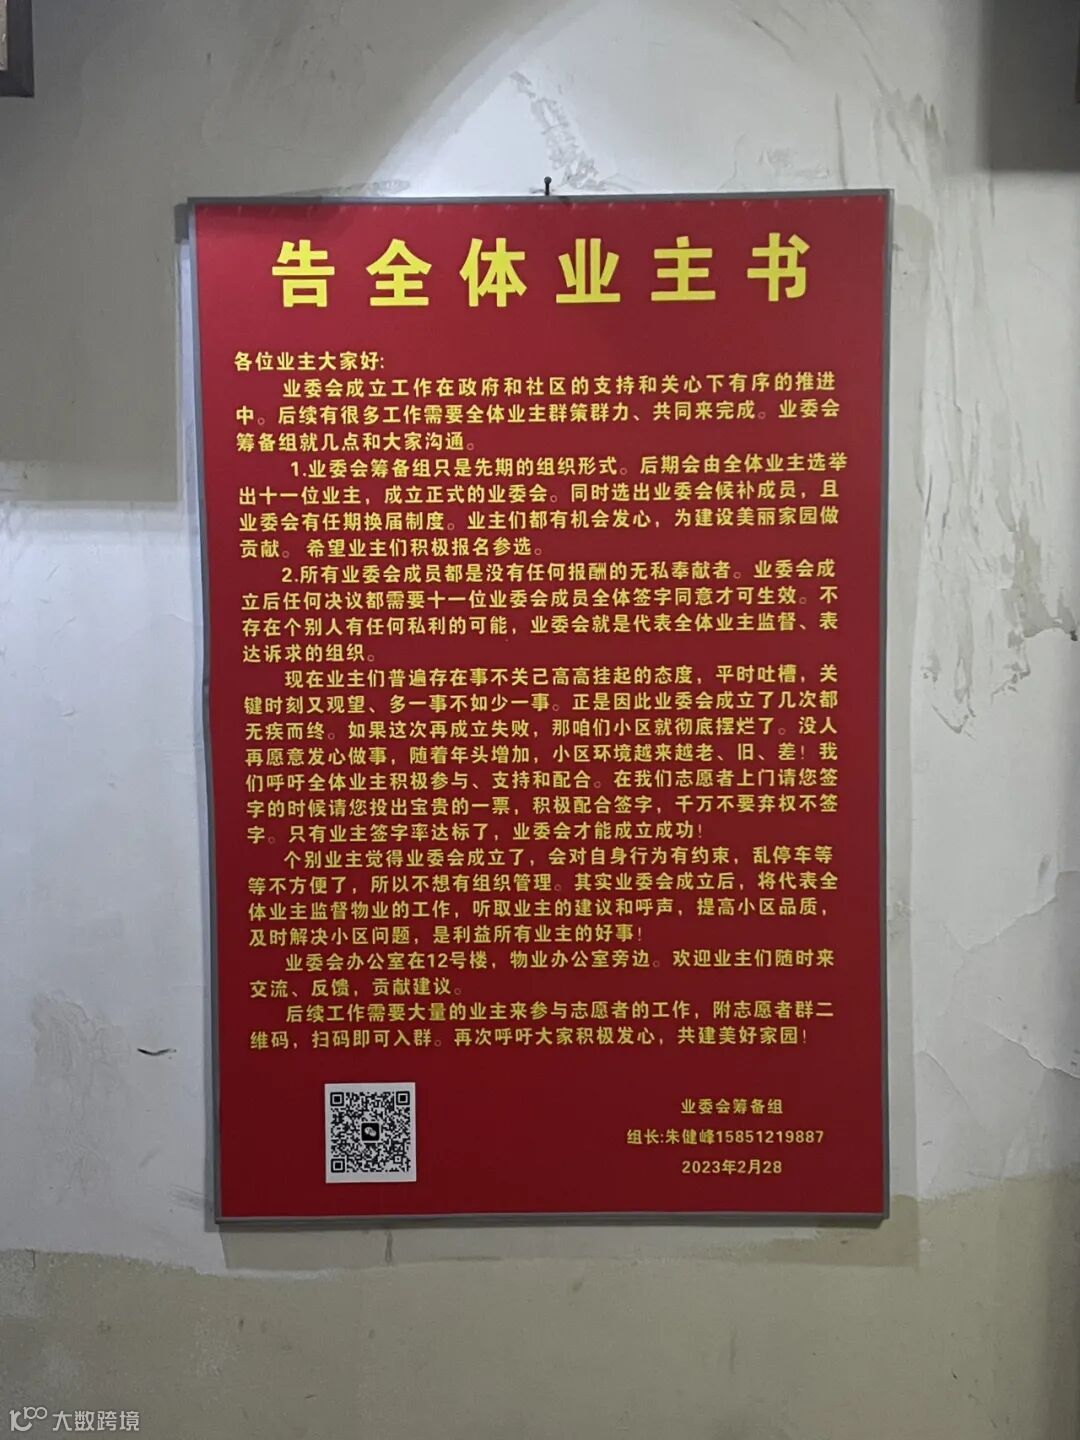 告全体业主书
各位业主大家好:
业委会成立工作在政府和社区的支持和关心下有序的推进
中。后续有很多工作需要全体业主群策群力、共同来完成。业委会
筹备组就几点和大家沟通。
1.业委会筹备组只是先期的组织形式。后期会由全体业主选举
出十一位业主，成立正式的业委会。同时选出业委会候补成员，且
业委会有任期换届制度。业主们都有机会发心，为建设美丽家园做
贡献。 希望业主们积极报名参选。
2.所有业委会成员都是没有任何报酬的无私奉献者。业委会成
立后任何决议都需要十一位业委会成员全体签字同意才可生效。不
存在个别人有任何私利的可能，业委会就是代表全体业主监督、表
达诉求的组织。
现在业主们普遍存在事不关己高高挂起的态度，平时吐槽，关
键时刻又观望、多一事不如少一事。正是因此业委会成立了几次都
无疾而终。如果这次再成立失败，那咱们小区就彻底摆烂了。没人
再愿意发心做事，随着年头增加，小区环境越来越老、旧、差！我
们呼吁全体业主积极参与、支持和配合。在我们志愿者上门请您签
字的时候请您投出宝贵的一票，积极配合签字，千万不要弃权不签
字。只有业主签字率达标了，业委会才能成立成功！
个别业主觉得业委会成立了，会对自身行为有约束，乱停车等
等不方便了，所以不想有组织管理。其实业委会成立后，将代表全
体业主监督物业的工作，听取业主的建议和呼声，提高小区品质，
及时解决小区问题，是利益所有业主的好事！
业委会办公室在12号楼，物业办公室旁边。欢迎业主们随时来
交流、反馈，贡献建议。
后续工作需要大量的业主来参与志愿者的工作，附志愿者群二
维码，扫码即可入群。再次呼吁大家积极发心，共建美好家园！
业委会筹备组
组长:朱健峰15851219887
2023年2月28
大数跨境